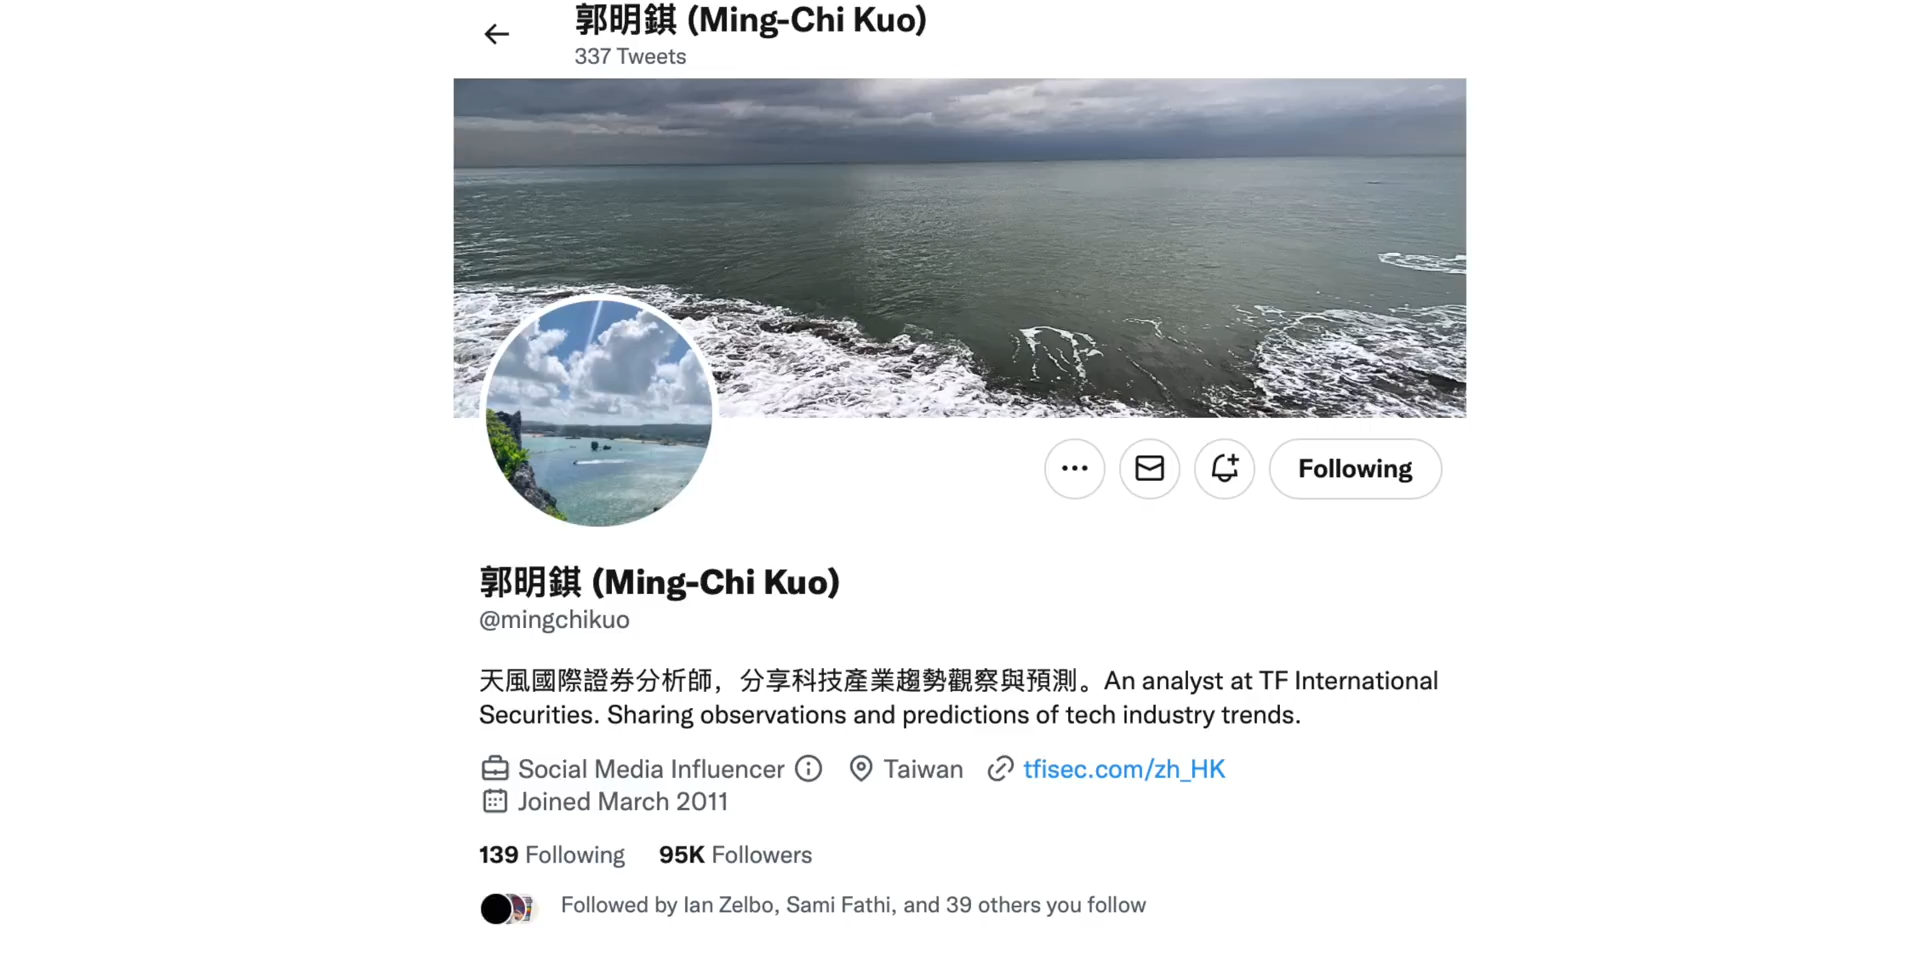 郭明錤 (Ming-Chi Kuo)
337 Tweets
Following
郭明錤 (Ming-Chi Kuo)
@mingchikuo
天風國際證券分析師，分享科技產業趨勢觀察與預測。An analyst at TF International
Securities. Sharing observations and predictions of tech industry trends.
Social Media Influencer Taiwan tfisec.com/zh_HK
Joined March 2011
139 Following 95K Followers
Followed by Ian Zelbo, Sami Fathi, and 39 others you follow